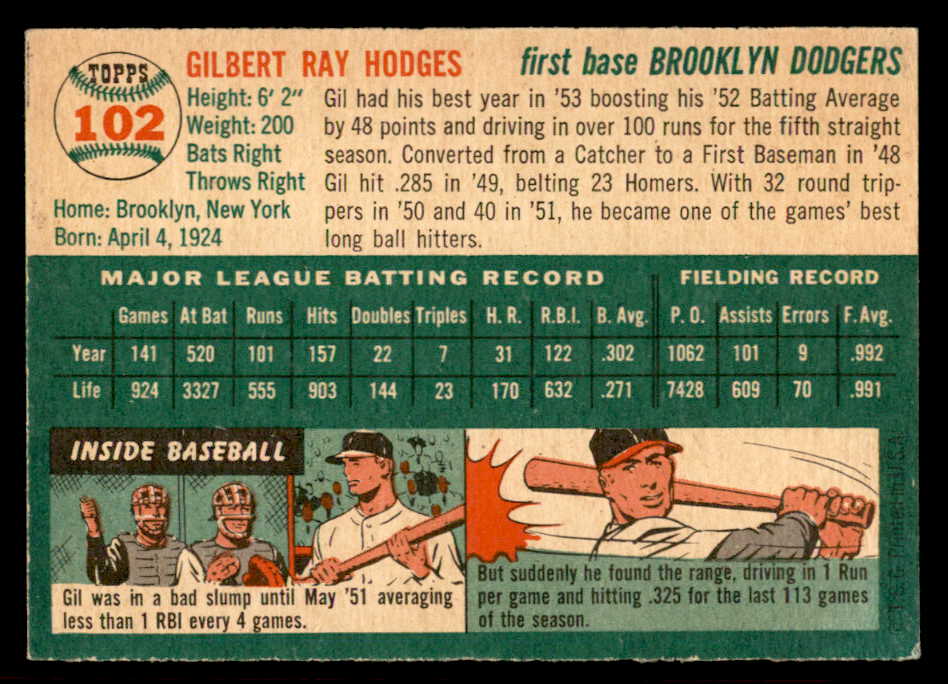 TOPPS
102
GILBERT RAY HODGES
first base BROOKLYN DODGERS
Height: 6' 2"
Weight: 200
Bats Right
Throws Right
Home: Brooklyn, New York
Born: April 4, 1924
Gil had his best year in '53 boosting his '52 Batting Average
by 48 points and driving in over 100 runs for the fifth straight
season. Converted from a Catcher to a First Baseman in '48
Gil hit .285 in '49, belting 23 Homers. With 32 round trip-
pers in '50 and 40 in '51, he became one of the games' best
long ball hitters.
MAJOR LEAGUE BATTING RECORD FIELDING RECORD
Games At Bat Runs Hits Doubles Triples H. R. R.B.I. B. Avg. P. O. Assists Errors F. Avg.
Year 141 520 101 157 22 7 31 122 .302 1062 101 9 .992
Life 924 3327 555 903 144 23 170 632 .271 7428 609 70 .991
INSIDE BASEBALL
Gil was in a bad slump until May '51 averaging
less than 1 RBI every 4 games.
But suddenly he found the range, driving in 1 Run
per game and hitting .325 for the last 113 games
of the season.
© T. C. G. Printed in U.S.A.